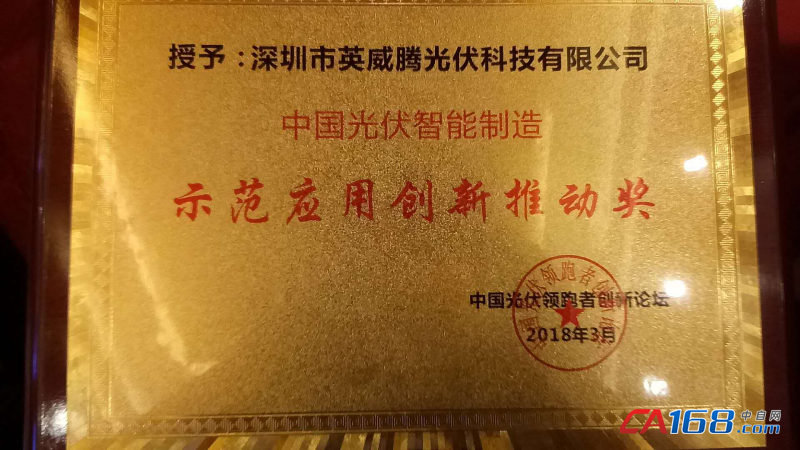 授予：深圳市英威腾光伏科技有限公司
中国光伏智能制造
示范应用创新推动奖
中国光伏领跑者创新论坛
2018年3月
CA168.com
中自网